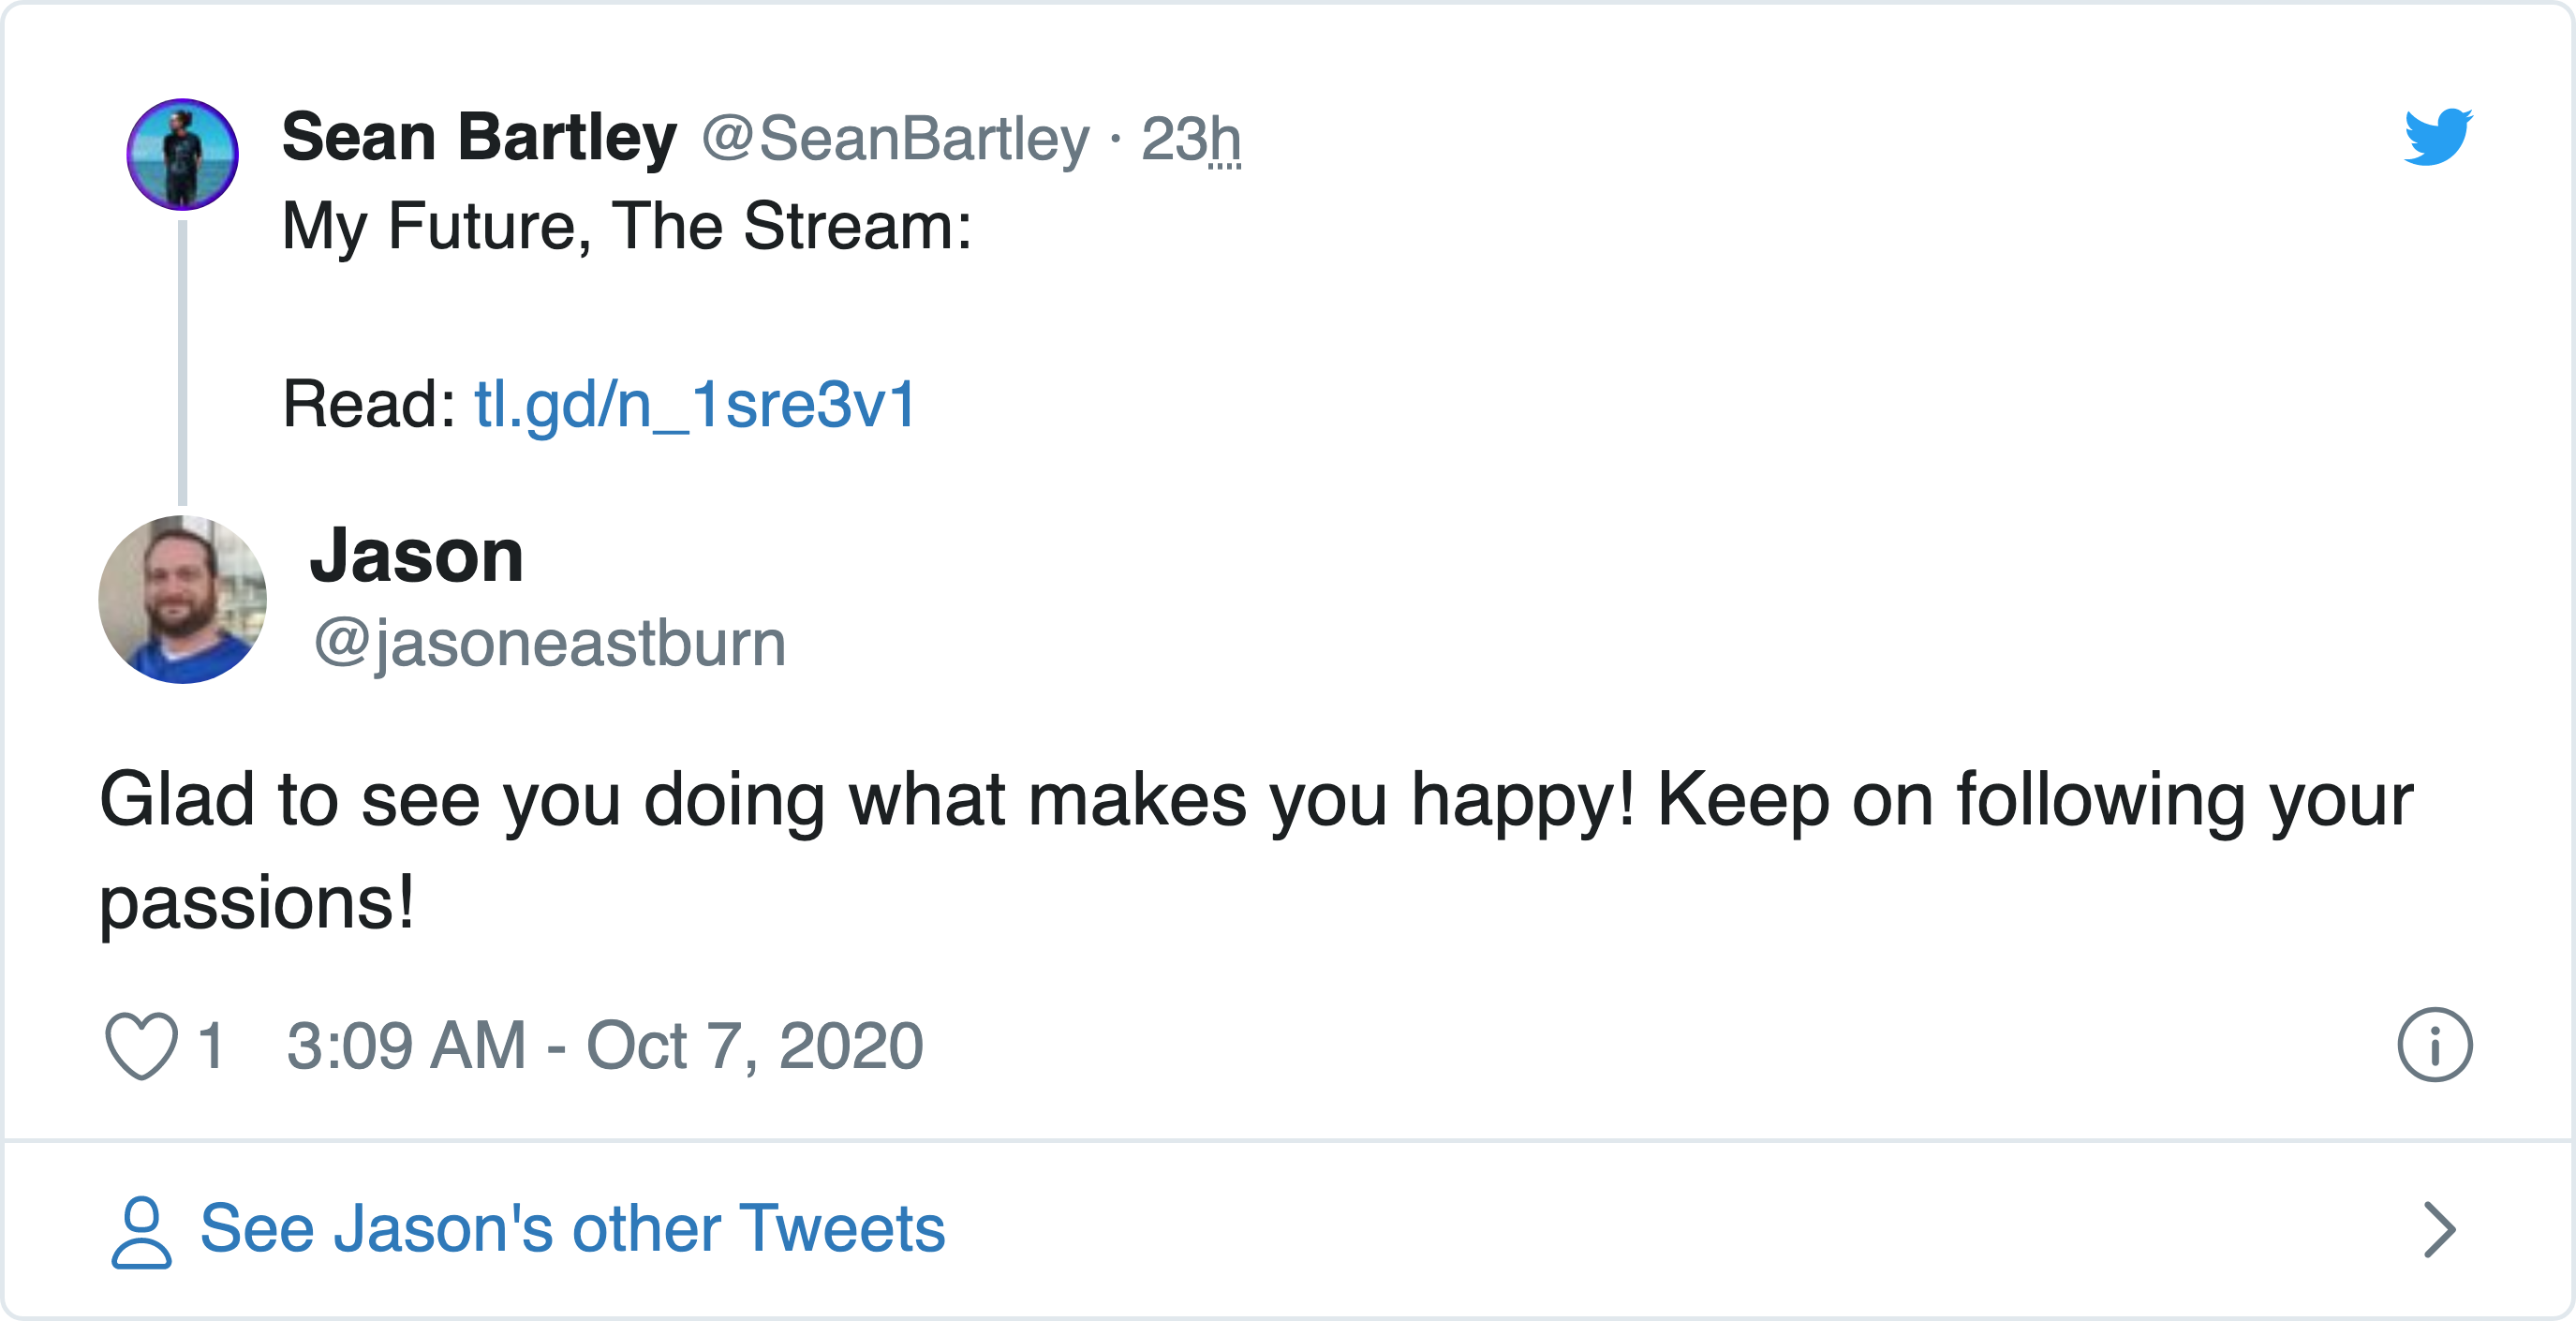 Sean Bartley @SeanBartley · 23h
My Future, The Stream:
Read: tl.gd/n_1sre3v1
Jason
@jasoneastburn
Glad to see you doing what makes you happy! Keep on following your
passions!
1 3:09 AM - Oct 7, 2020
See Jason's other Tweets